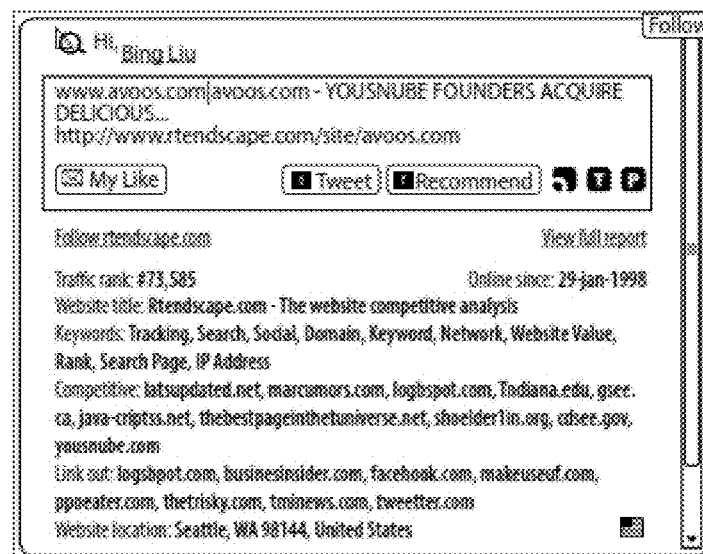 Follow
Hi, Bing Liu
www.avoos.com|avoos.com - YOUSNUBE FOUNDERS ACQUIRE
DELICIOUS...
http://www.rtendscape.com/site/avoos.com
My Like Tweet Recommend
Follow rtendscape.com View full report
Traffic rank: #73,585 Online since: 29-jan-1998
Website title: Rtendscape.com - The website competitive analysis
Keywords: Tracking, Search, Social, Domain, Keyword, Network, Website Value,
Rank, Search Page, IP Address
Competitive: latsupdated.net, marcumors.com, logbspot.com, Tndiana.edu, gsee.
ca, java-criptss.net, thebestpageinthetuniverse.net, shoelder1in.org, cdsee.gov,
yousnube.com
Link out: logshpot.com, businesinsider.com, facehook.com, makeuseuf.com,
ppoeater.com, thetrisky.com, tminews.com, tweetter.com
Website location: Seattle, WA 98144, United States